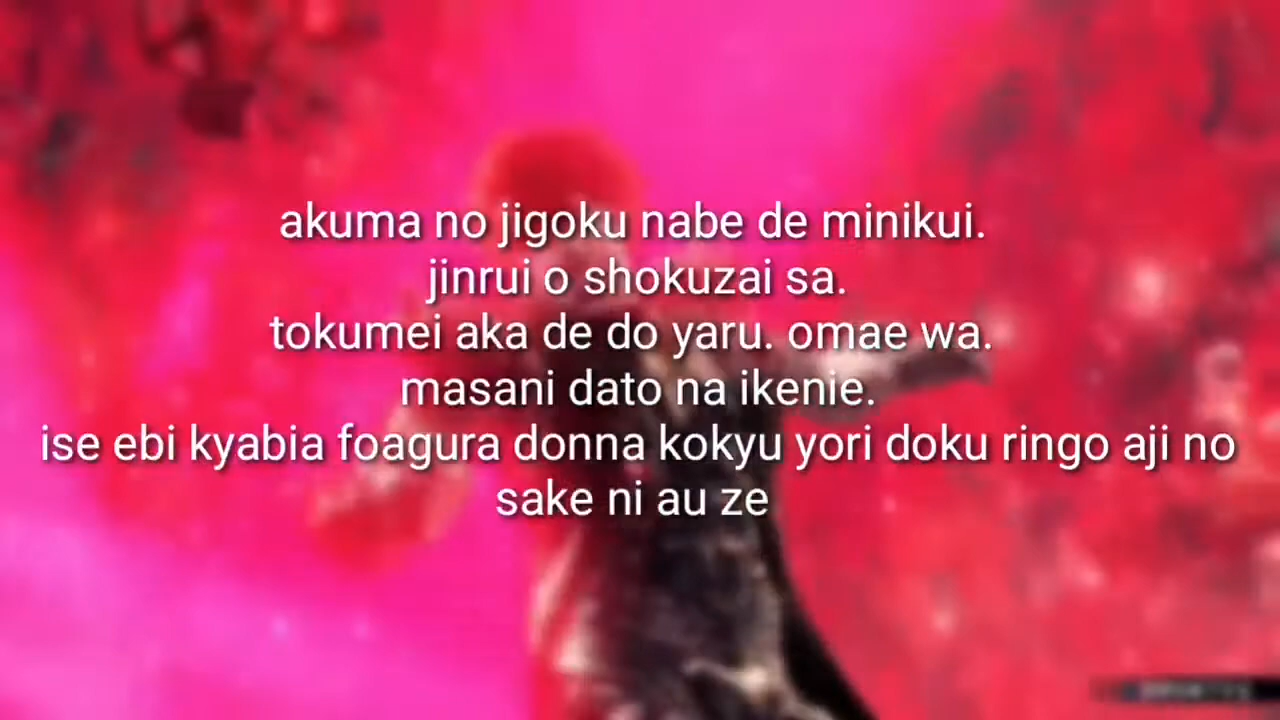 akuma no jigoku nabe de minikui.
jinrui o shokuzai sa.
tokumei aka de do yaru. omae wa.
masani dato na ikenie.
ise ebi kyabia foagura donna kokyu yori doku ringo aji no
sake ni au ze